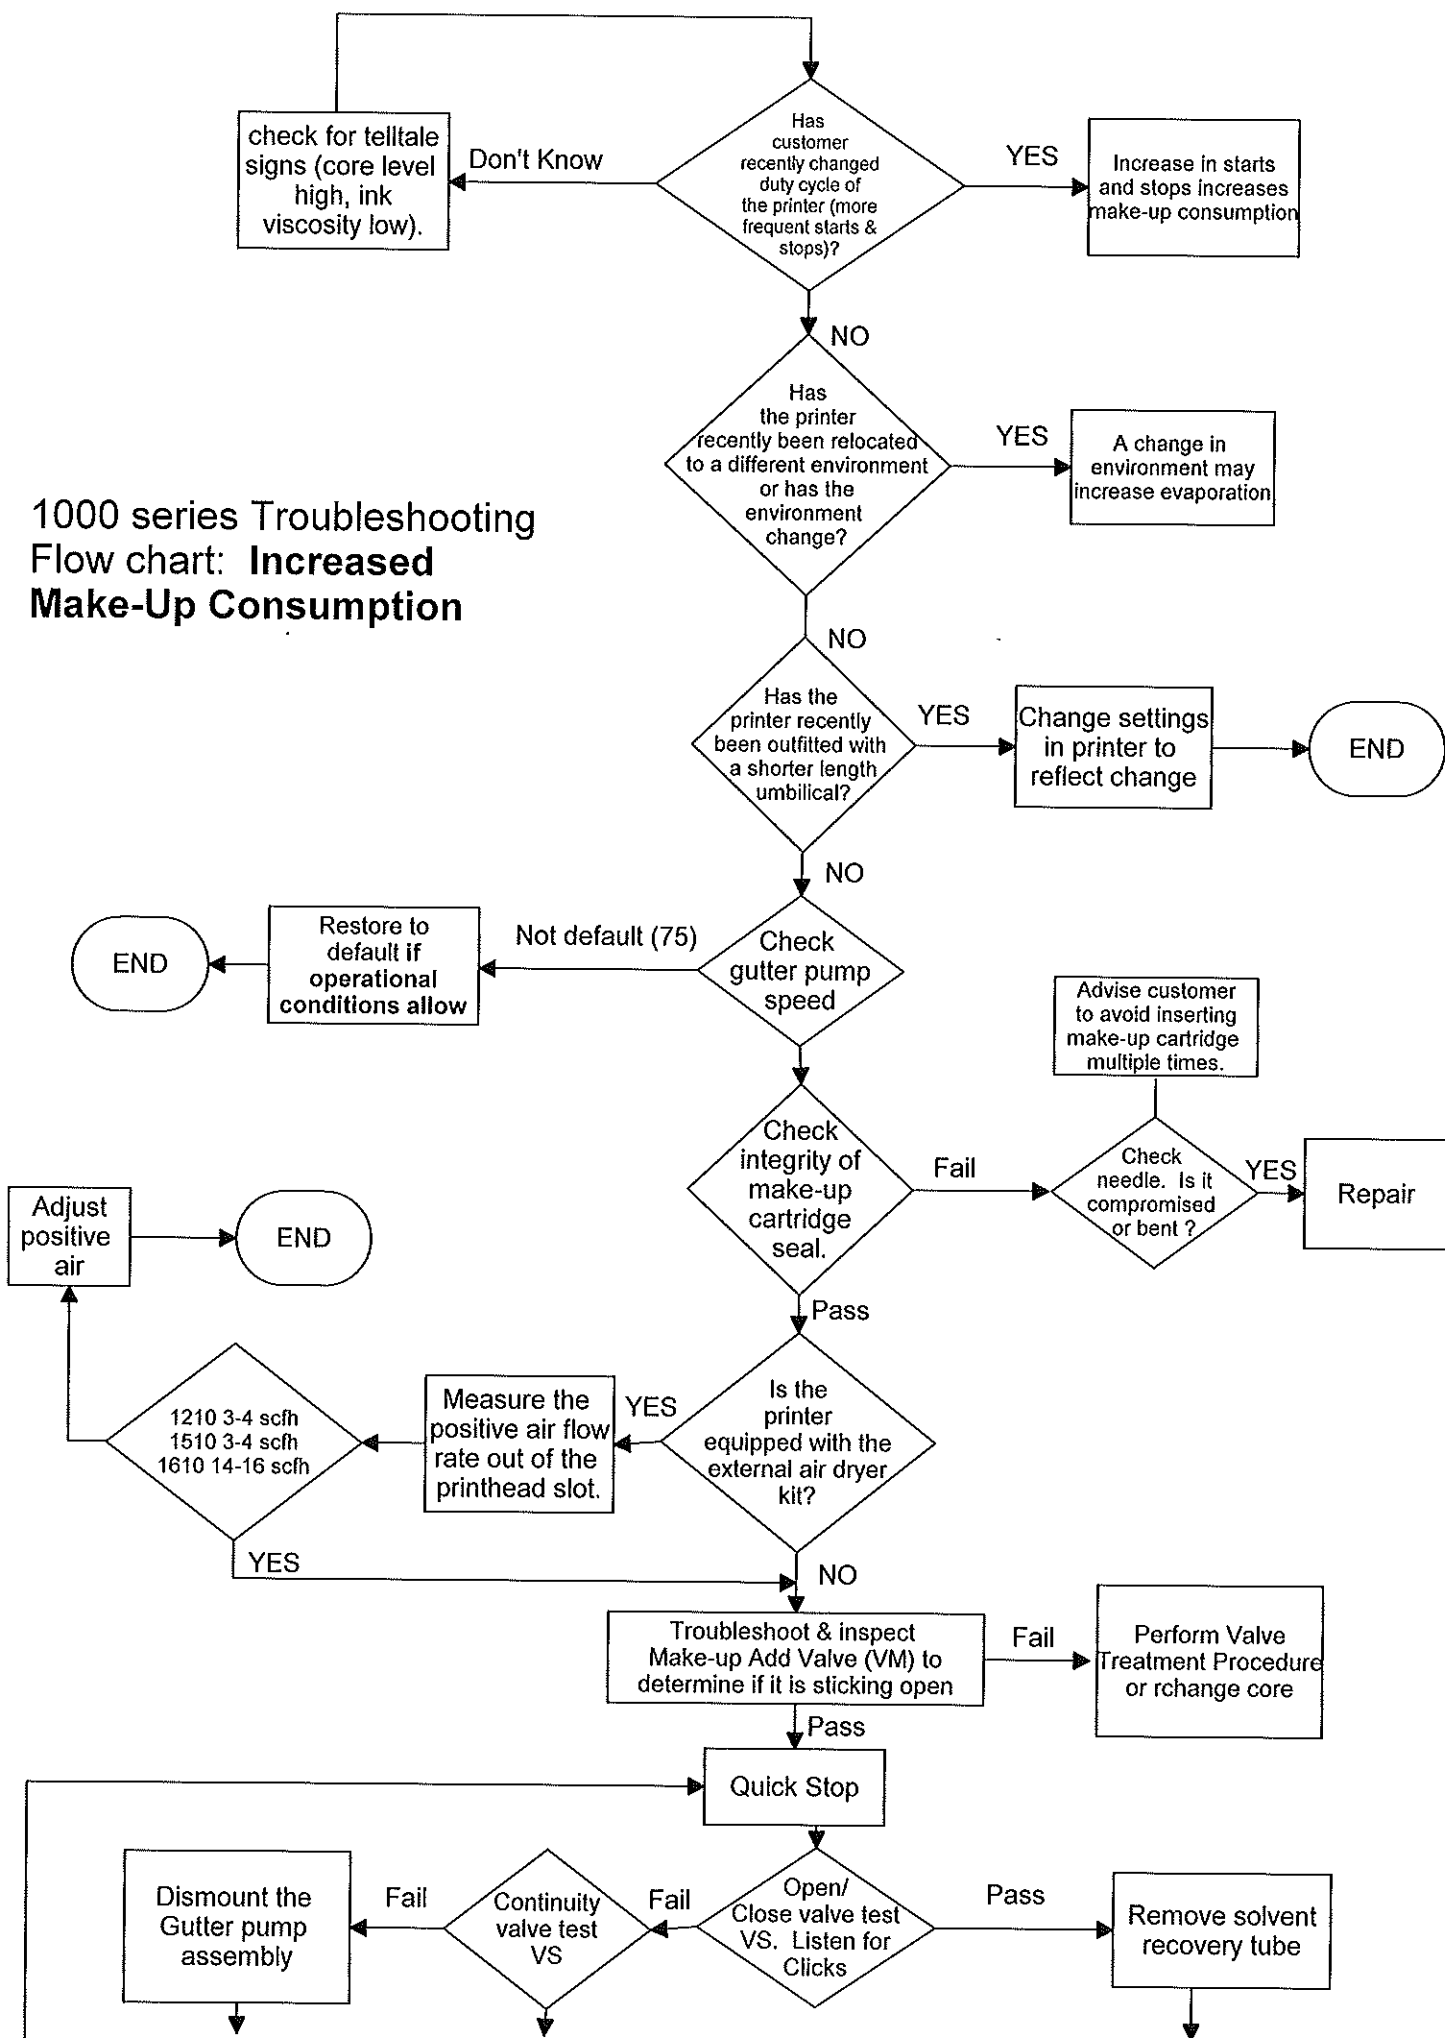 check for telltale
signs (core level
high, ink
viscosity low).
Don't Know
Has
customer
recently changed
duty cycle of
the printer (more
frequent starts &
stops)?
YES
Increase in starts
and stops increases
make-up consumption
NO
Has
the printer
recently been relocated
to a different environment
or has the
environment
change?
YES
A change in
environment may
increase evaporation
1000 series Troubleshooting
Flow chart: Increased
Make-Up Consumption
NO
Has the
printer recently
been outfitted with
a shorter length
umbilical?
YES
Change settings
in printer to
reflect change
END
NO
END
Restore to
default if
operational
conditions allow
Not default (75)
Check
gutter pump
speed
Advise customer
to avoid inserting
make-up cartridge
multiple times.
Check
integrity of
make-up
cartridge
seal.
Fail
Check
needle. Is it
compromised
or bent ?
YES
Repair
Adjust
positive
air
END
Pass
1210 3-4 scfh
1510 3-4 scfh
1610 14-16 scfh
Measure the
positive air flow
rate out of the
printhead slot.
YES
Is the
printer
equipped with the
external air dryer
kit?
YES
NO
Troubleshoot & inspect
Make-up Add Valve (VM) to
determine if it is sticking open
Fail
Perform Valve
Treatment Procedure
or rchange core
Pass
Quick Stop
Dismount the
Gutter pump
assembly
Fail
Continuity
valve test
VS
Fail
Open/
Close valve test
VS. Listen for
Clicks
Pass
Remove solvent
recovery tube